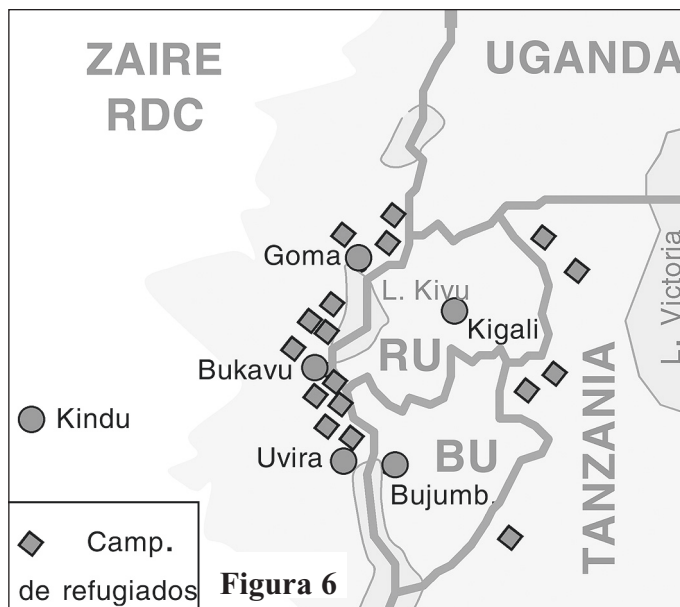 ZAIRE
RDC
UGANDA
Goma
L. Kivu
Kigali
L. Victoria
RU
Bukavu
Kindu
TANZANIA
Uvira
BU
Bujumb.
Camp.
de refugiados
Figura 6